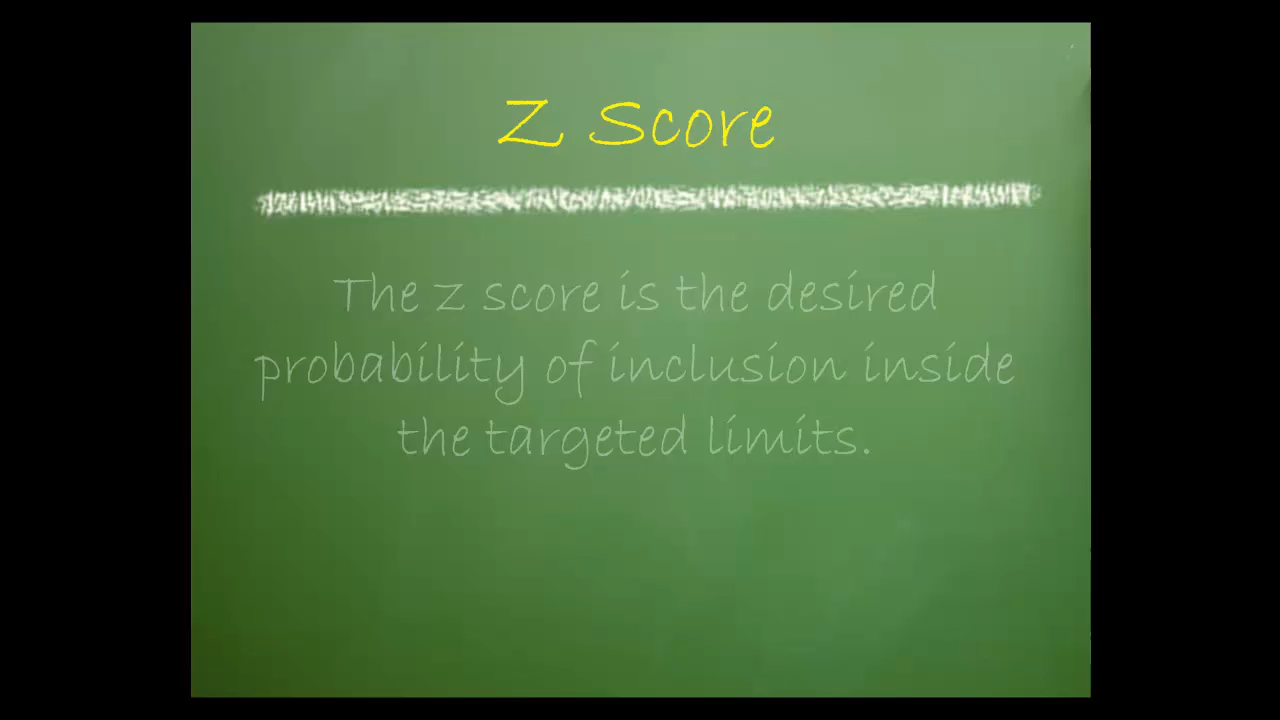 Z Score
The z score is the desired
probability of inclusion inside
the targeted limits.